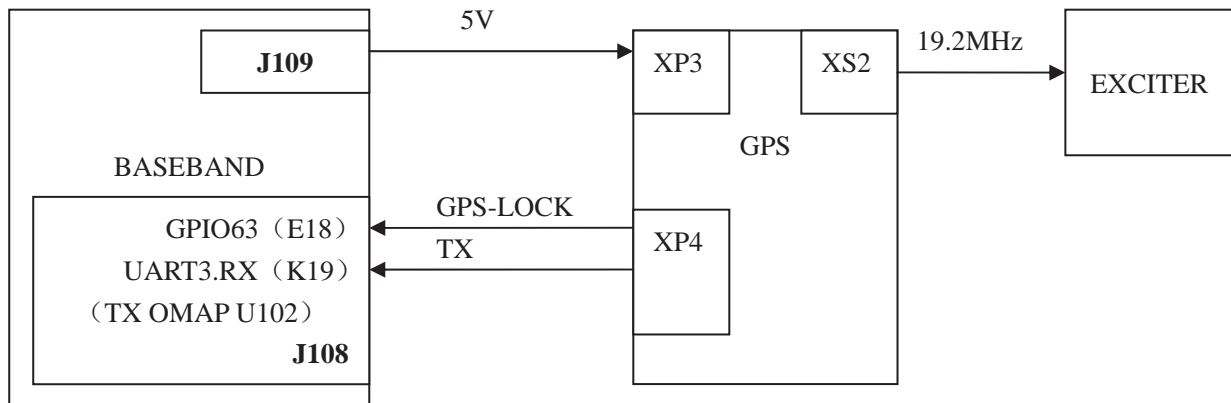 5V
19.2MHz
J109
XP3
XS2
EXCITER
GPS
BASEBAND
GPS-LOCK
GPIO63（E18）
XP4
TX
UART3.RX（K19）
（TX OMAP U102）
J108